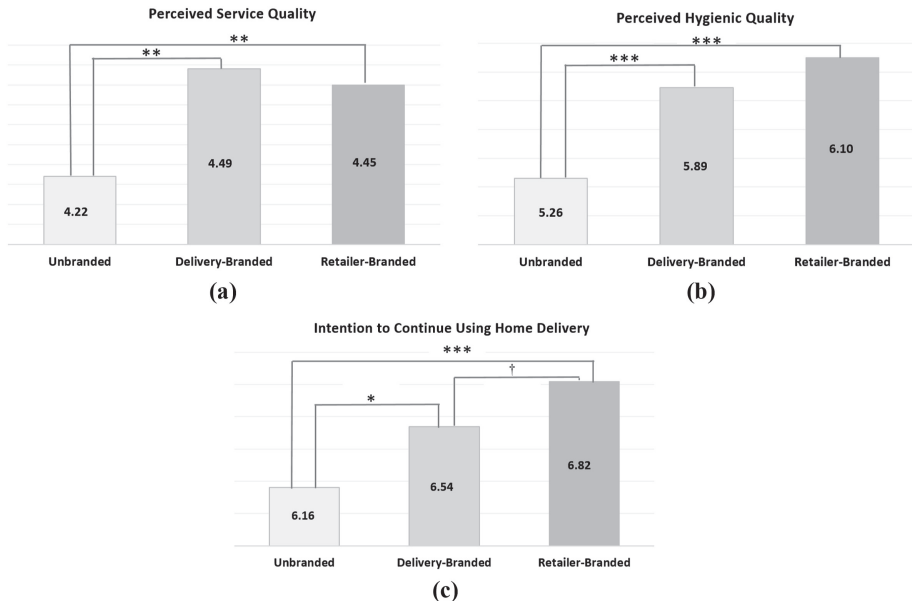 Perceived Service Quality
**
**
4.22
4.49
4.45
Unbranded Delivery-Branded Retailer-Branded
(a)
Perceived Hygienic Quality
***
***
5.26
5.89
6.10
Unbranded Delivery-Branded Retailer-Branded
(b)
Intention to Continue Using Home Delivery
***
†
*
6.16
6.54
6.82
Unbranded Delivery-Branded Retailer-Branded
(c)